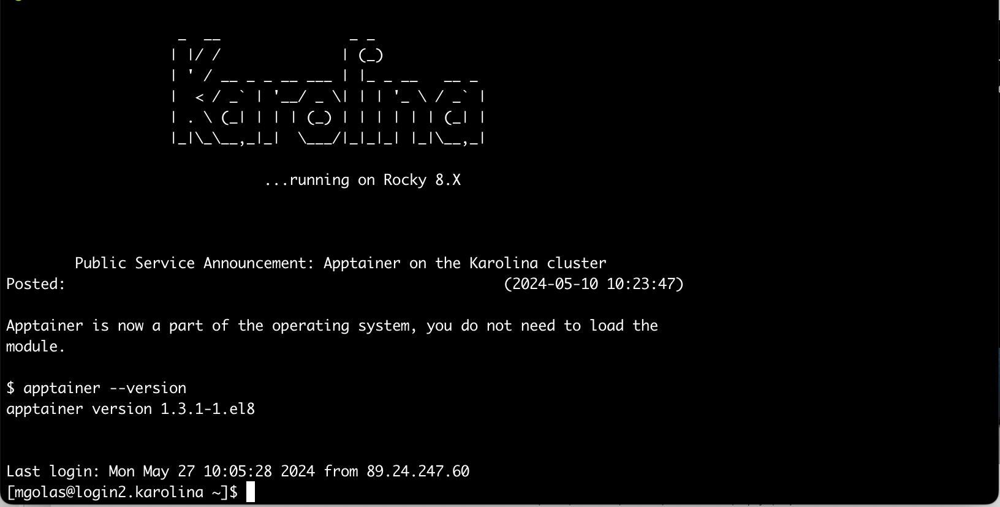 _  __               _ _
| |/ /              | (_)
| ' / __ _ _ __ ___ | |_ _ __   __ _
|  < / _` | '__/ _ \| | | '_ \ / _` |
| . \ (_| | | | (_) | | | | | | (_| |
|_|\_\__,_|_|  \___/|_|_|_| |_|\__,_|
...running on Rocky 8.X
Public Service Announcement: Apptainer on the Karolina cluster
Posted: (2024-05-10 10:23:47)
Apptainer is now a part of the operating system, you do not need to load the
module.
$ apptainer --version
apptainer version 1.3.1-1.el8
Last login: Mon May 27 10:05:28 2024 from 89.24.247.60
[mgolas@login2.karolina ~]$